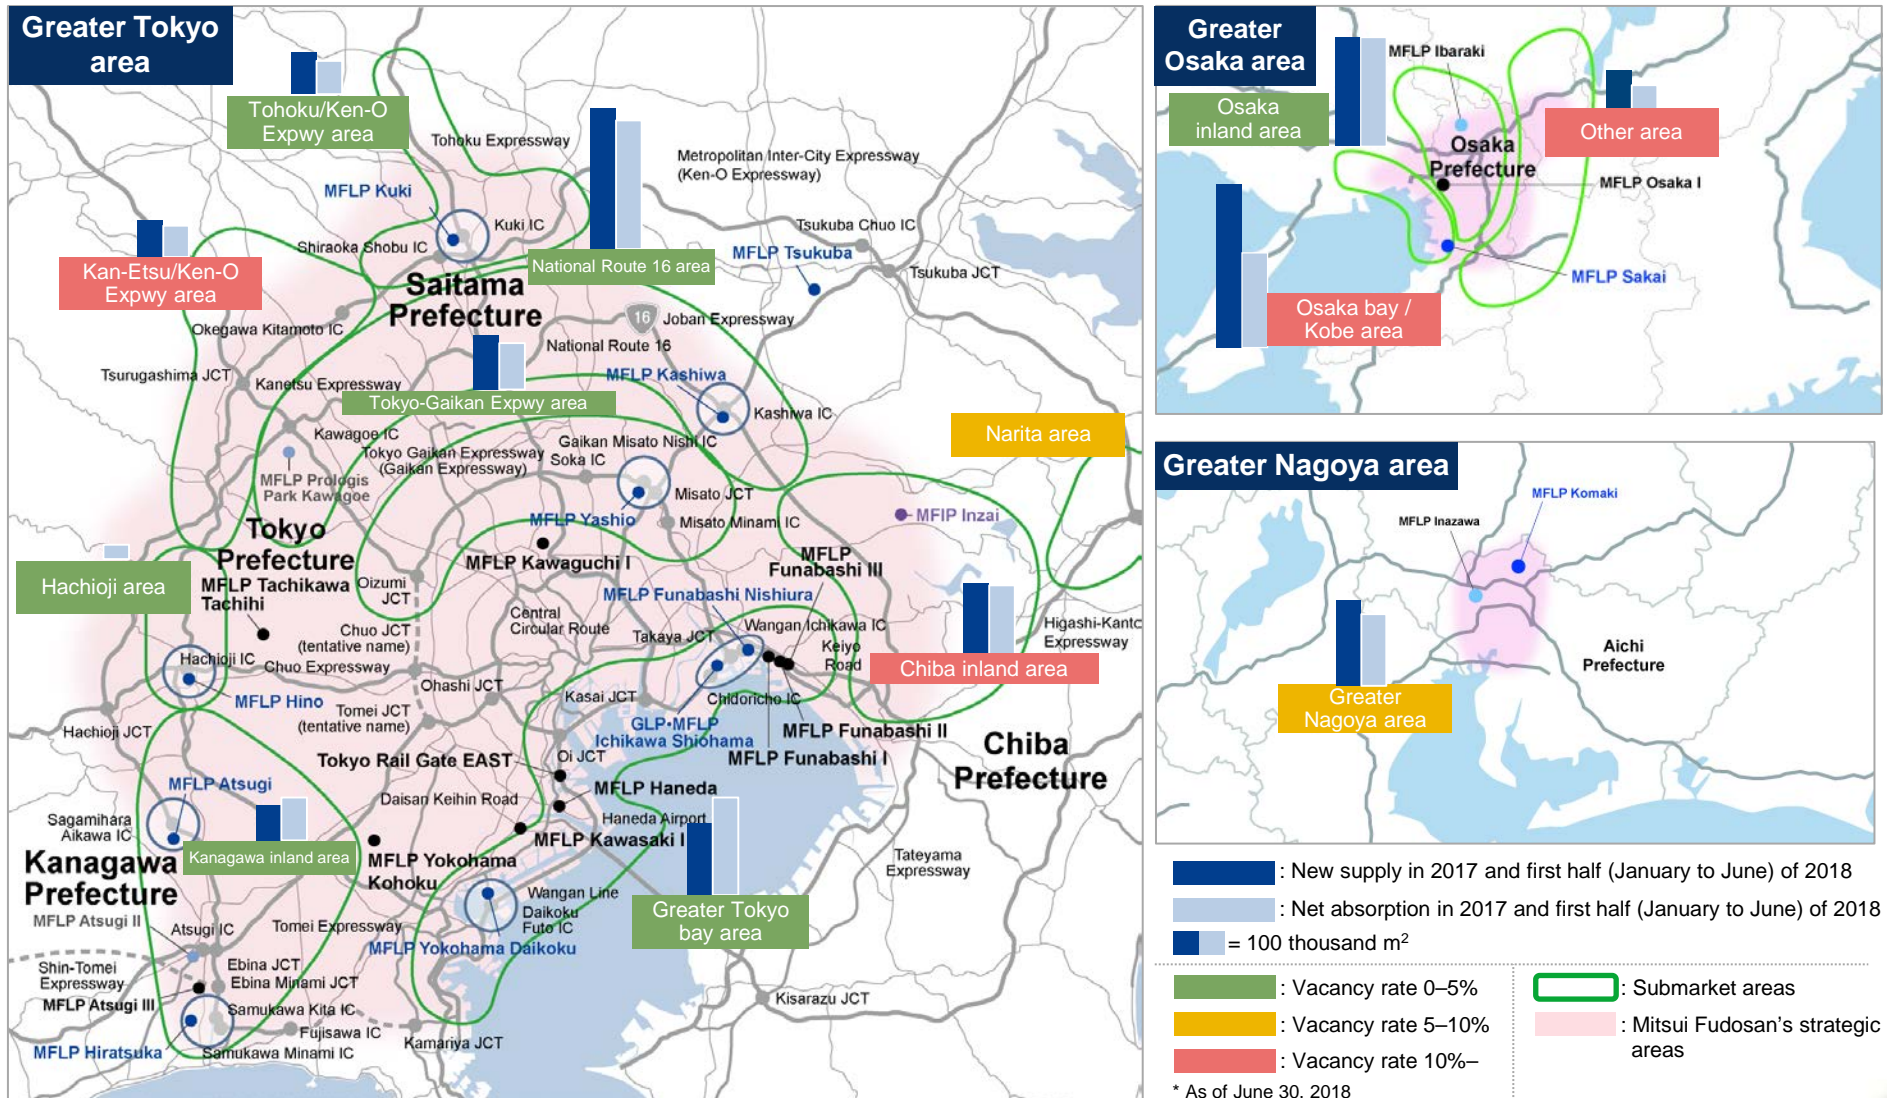 Greater Tokyo
area
Tohoku/Ken-O
Expwy area
Tohoku Expressway
Metropolitan Inter-City Expressway
(Ken-O Expressway)
MFLP Kuki
Kuki IC
Shiraoka Shobu IC
Tsukuba Chuo IC
MFLP Tsukuba
Tsukuba JCT
National Route 16 area
Kan-Etsu/Ken-O
Expwy area
Saitama
Prefecture
Okegawa Kitamoto IC
16
Joban Expressway
National Route 16
Tsurugashima JCT
Kanetsu Expressway
MFLP Kashiwa
Tokyo-Gaikan Expwy area
Kashiwa IC
Narita area
Kawagoe IC
Gaikan Misato Nishi IC
Tokyo Gaikan Expressway
(Gaikan Expressway)
Soka IC
MFLP Prologis
Park Kawagoe
Misato JCT
MFLP Yashio
Misato Minami IC
MFIP Inzai
Tokyo
Prefecture
MFLP Kawaguchi I
MFLP
Funabashi III
Hachioji area
MFLP Tachikawa
Tachihi
Oizumi
JCT
MFLP Funabashi Nishiura
Central
Circular Route
Chuo JCT
(tentative name)
Takaya JCT
Wangan Ichikawa IC
Keiyo
Road
Higashi-Kanto
Expressway
Hachioji IC
Chuo Expressway
Chiba inland area
Ohashi JCT
MFLP Hino
Kasai JCT
Chidoricho IC
Tomei JCT
(tentative name)
Hachioji JCT
GLP•MFLP
Ichikawa Shiohama
MFLP Funabashi II
MFLP Funabashi I
Chiba
Prefecture
Tokyo Rail Gate EAST
Oi JCT
MFLP Atsugi
MFLP Haneda
Daisan Keihin Road
Haneda Airport
Sagamihara
Aikawa IC
MFLP Kawasaki I
Kanagawa inland area
Kanagawa
Prefecture
MFLP Yokohama
Kohoku
Tateyama
Expressway
MFLP Atsugi II
Wangan Line
Daikoku
Futo IC
Greater Tokyo
bay area
Atsugi IC
Tomei Expressway
MFLP Yokohama Daikoku
Shin-Tomei
Expressway
Ebina JCT
Ebina Minami JCT
MFLP Atsugi III
Kisarazu JCT
Samukawa Kita IC
Fujisawa IC
Kamariya JCT
MFLP Hiratsuka
Samukawa Minami IC
Greater
Osaka area
MFLP Ibaraki
Osaka
inland area
Other area
Osaka
Prefecture
MFLP Osaka I
MFLP Sakai
Osaka bay /
Kobe area
Greater Nagoya area
MFLP Komaki
MFLP Inazawa
Aichi
Prefecture
Greater
Nagoya area
: New supply in 2017 and first half (January to June) of 2018
: Net absorption in 2017 and first half (January to June) of 2018
= 100 thousand m²
: Vacancy rate 0–5%
: Submarket areas
: Vacancy rate 5–10%
: Mitsui Fudosan's strategic
areas
: Vacancy rate 10%–
* As of June 30, 2018